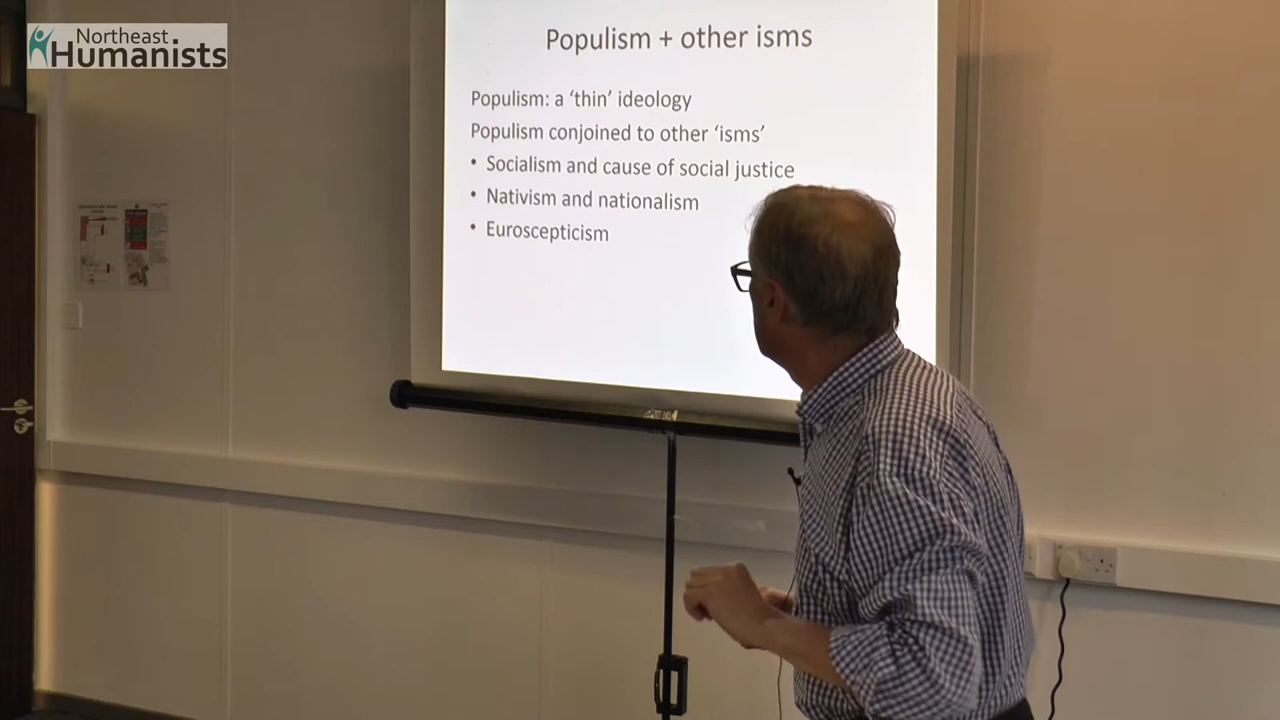 Northeast
Humanists
Populism + other isms
Populism: a ‘thin’ ideology
Populism conjoined to other ‘isms’
• Socialism and cause of social justice
• Nativism and nationalism
• Euroscepticism